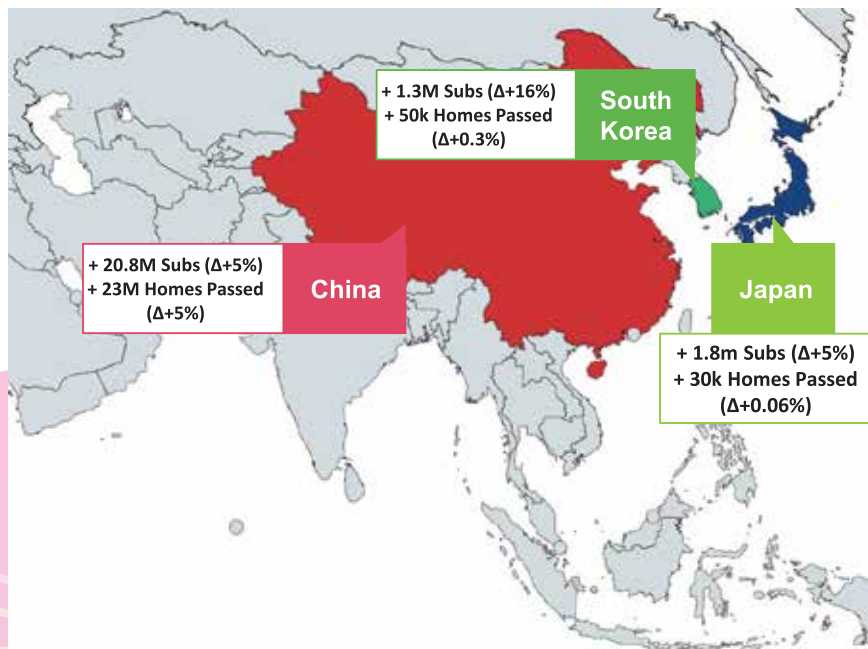 + 1.3M Subs (Δ+16%)
+ 50k Homes Passed
(Δ+0.3%)
South
Korea
+ 20.8M Subs (Δ+5%)
+ 23M Homes Passed
(Δ+5%)
China
Japan
+ 1.8m Subs (Δ+5%)
+ 30k Homes Passed
(Δ+0.06%)